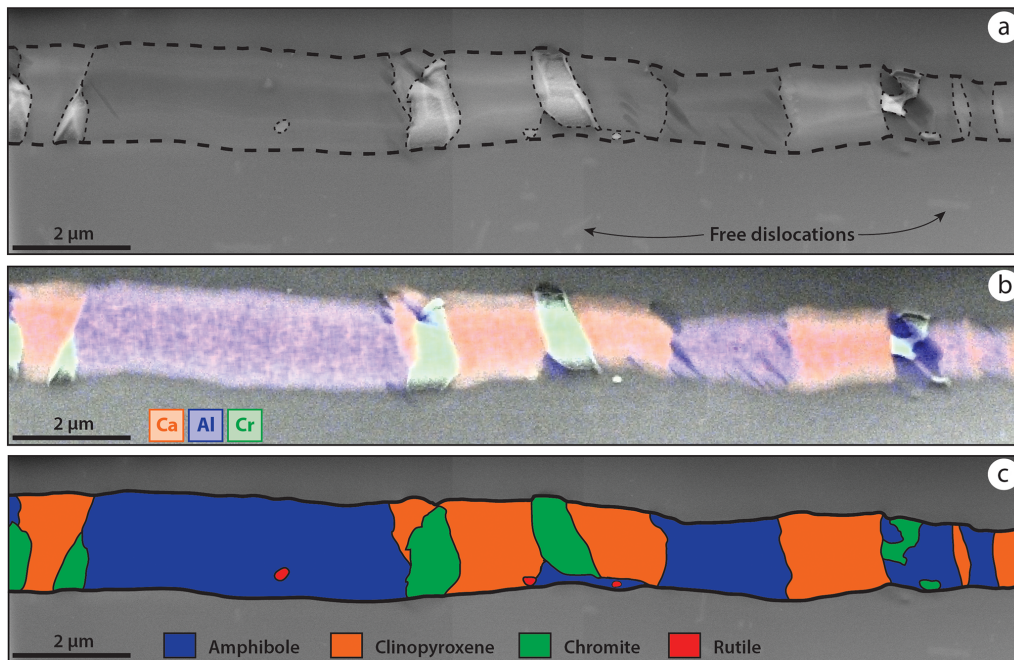 a
Free dislocations
2 μm
b
2 μm
Ca Al Cr
c
2 μm
Amphibole Clinopyroxene Chromite Rutile